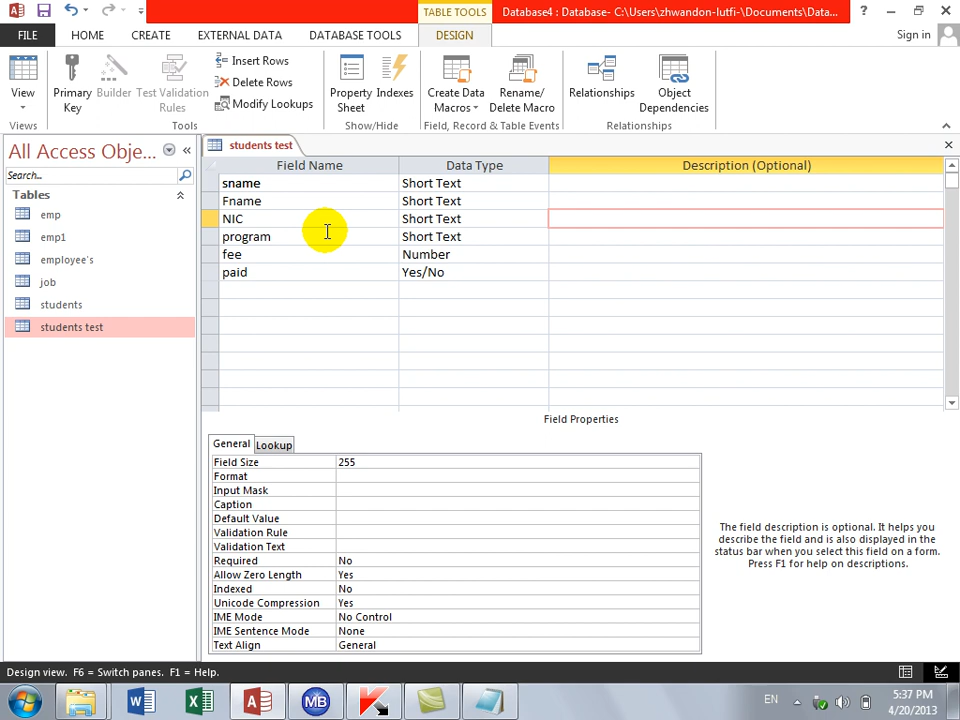 TABLE TOOLS
Database4 : Database- C:\Users\zhwandon-lutfi-\Documents\Data...
?
FILE
HOME
CREATE
EXTERNAL DATA
DATABASE TOOLS
DESIGN
Sign in
View
Primary Key
Builder
Test Validation Rules
Insert Rows
Delete Rows
Modify Lookups
Property Sheet
Indexes
Create Data Macros
Rename/ Delete Macro
Relationships
Object Dependencies
Views
Tools
Show/Hide
Field, Record & Table Events
Relationships
All Access Obje...
Search...
Tables
emp
emp1
employee's
job
students
students test
students test
Field Name Data Type Description (Optional)
sname Short Text
Fname Short Text
NIC Short Text
program Short Text
fee Number
paid Yes/No
Field Properties
General Lookup
Field Size 255
Format
Input Mask
Caption
Default Value
Validation Rule
Validation Text
Required No
Allow Zero Length Yes
Indexed No
Unicode Compression Yes
IME Mode No Control
IME Sentence Mode None
Text Align General
The field description is optional. It helps you
describe the field and is also displayed in the
status bar when you select this field on a form.
Press F1 for help on descriptions.
Design view. F6 = Switch panes. F1 = Help.
MB
EN
5:37 PM
4/20/2013